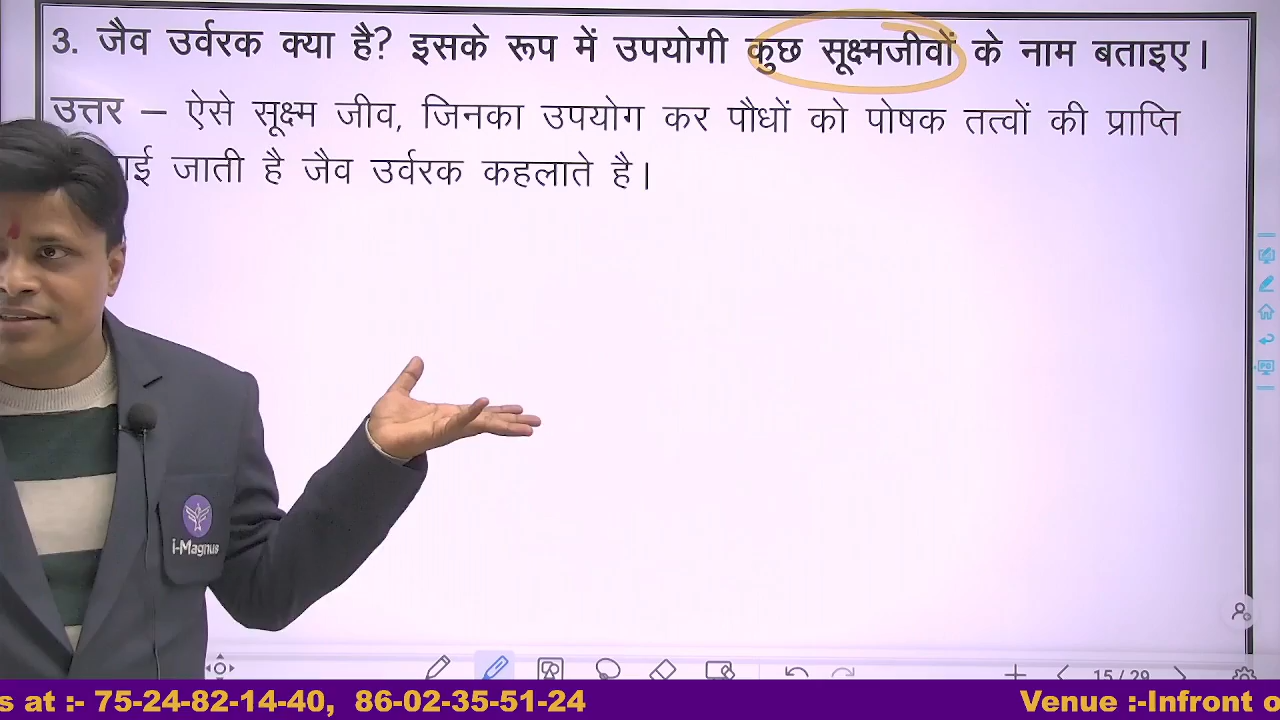 3. जैव उर्वरक क्या है? इसके रूप में उपयोगी कुछ सूक्ष्मजीवों के नाम बताइए।
उत्तर – ऐसे सूक्ष्म जीव, जिनका उपयोग कर पौधों को पोषक तत्वों की प्राप्ति
जाती है जैव उर्वरक कहलाते है।
i-Magnus
15 / 29
s at :- 75-24-82-14-40, 86-02-35-51-24
Venue :-Infront